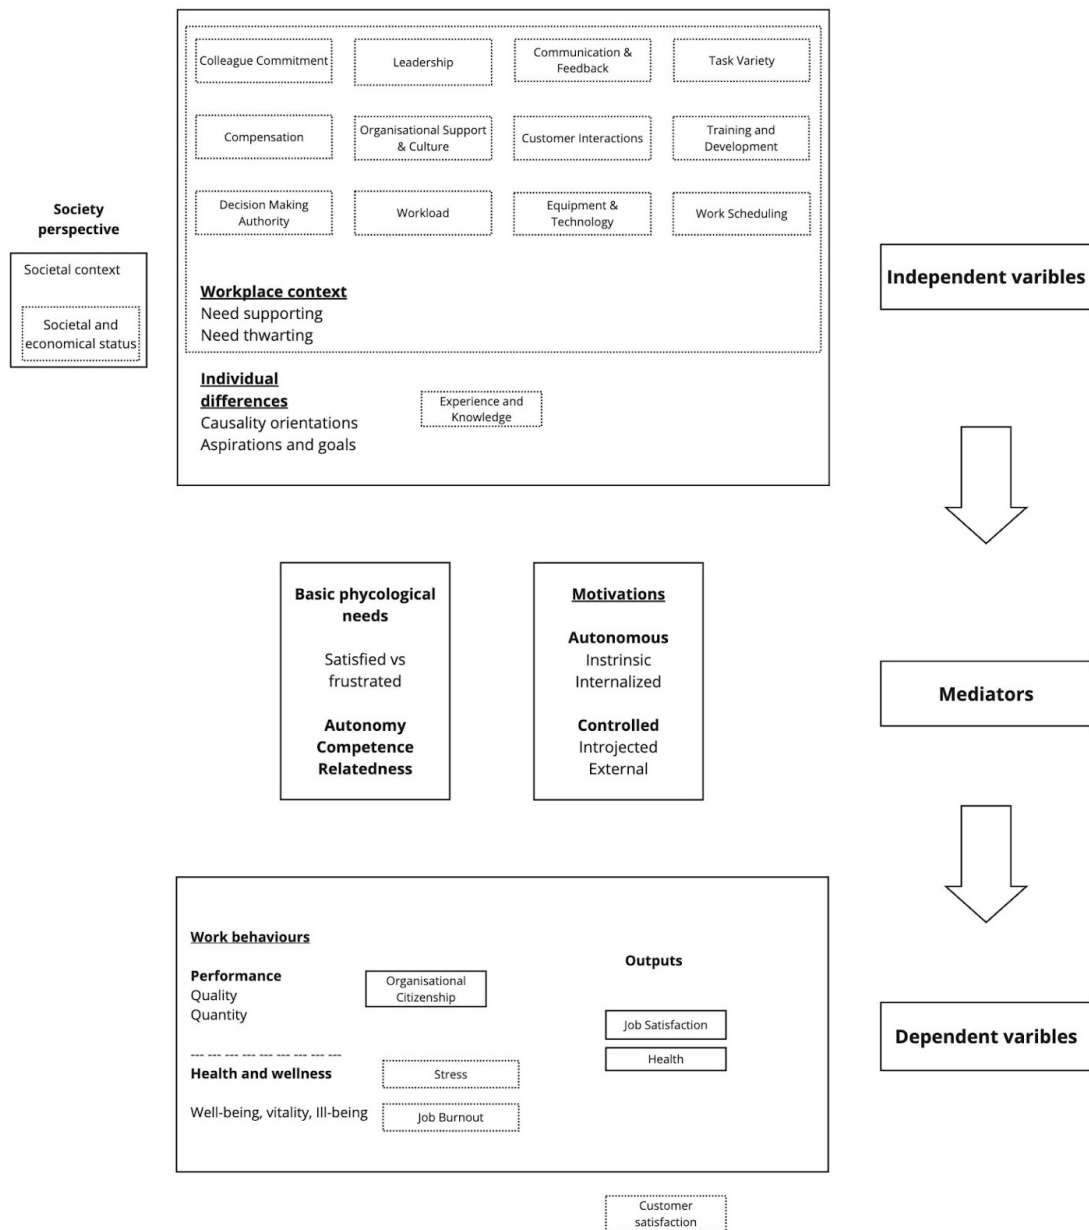 Colleague Commitment
Leadership
Communication &
Feedback
Task Variety
Compensation
Organisational Support
& Culture
Customer Interactions
Training and
Development
Decision Making
Authority
Workload
Equipment &
Technology
Work Scheduling
Society
perspective
Societal context
Societal and
economical status
Workplace context
Need supporting
Need thwarting
Individual
differences
Causality orientations
Aspirations and goals
Experience and
Knowledge
Independent varibles
Basic phycological
needs
Satisfied vs
frustrated
Autonomy
Competence
Relatedness
Motivations
Autonomous
Instrinsic
Internalized
Controlled
Introjected
External
Mediators
Work behaviours
Performance
Quality
Quantity
Organisational
Citizenship
--- --- --- --- --- --- --- --- ---
Health and wellness
Well-being, vitality, Ill-being
Stress
Job Burnout
Outputs
Job Satisfaction
Health
Dependent varibles
Customer
satisfaction